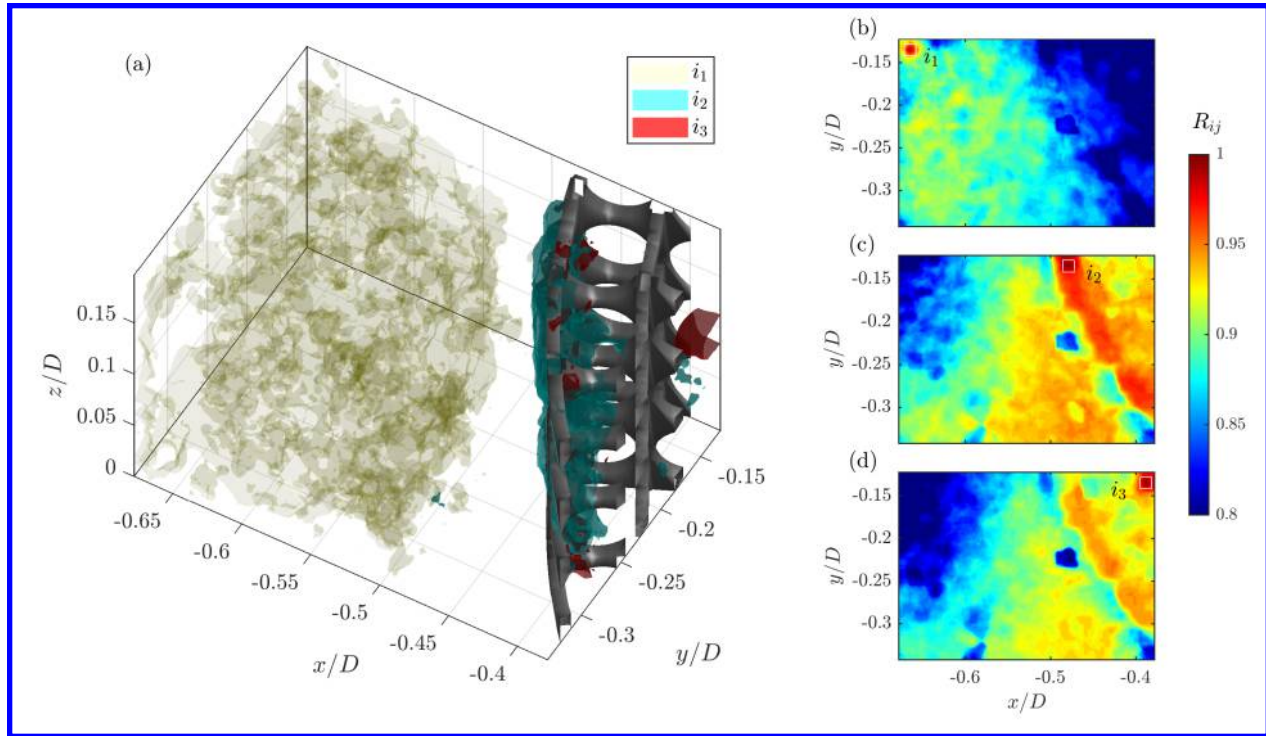 (a)
i₁
i₂
i₃
z/D
0.15
0.1
0.05
0
-0.65
-0.6
-0.55
-0.5
-0.45
-0.4
x/D
-0.3
-0.25
-0.2
-0.15
y/D
(b)
i₁
-0.15
-0.2
-0.25
-0.3
y/D
(c)
i₂
-0.15
-0.2
-0.25
-0.3
y/D
(d)
i₃
-0.15
-0.2
-0.25
-0.3
y/D
-0.6
-0.5
-0.4
x/D
Rᵢⱼ
1
0.95
0.9
0.85
0.8